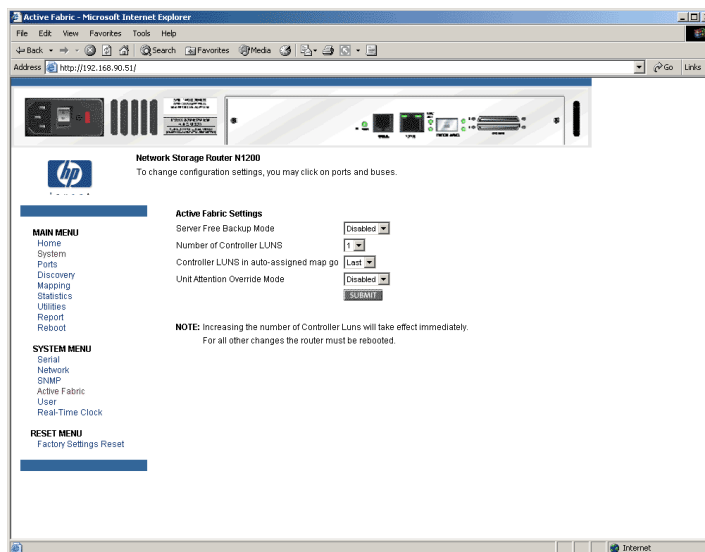 Active Fabric - Microsoft Internet Explorer
File Edit View Favorites Tools Help
Back Search Favorites Media
Address http://192.168.90.51/ Go Links
hp
i n v e n t
Network Storage Router N1200
To change configuration settings, you may click on ports and buses.
MAIN MENU
Home
System
Ports
Discovery
Mapping
Statistics
Utilities
Report
Reboot
SYSTEM MENU
Serial
Network
SNMP
Active Fabric
User
Real-Time Clock
RESET MENU
Factory Settings Reset
Active Fabric Settings
Server Free Backup Mode Disabled
Number of Controller LUNS 1
Controller LUNS in auto-assigned map go Last
Unit Attention Override Mode Disabled
SUBMIT
NOTE: Increasing the number of Controller Luns will take effect immediately.
For all other changes the router must be rebooted.
Internet